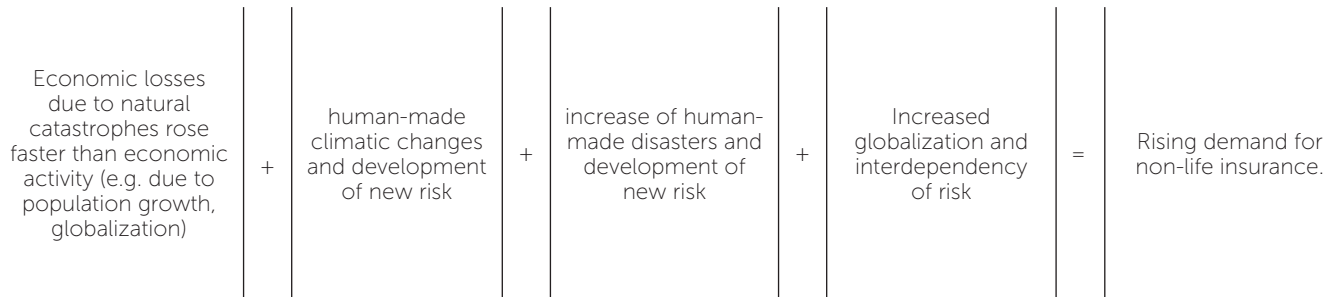 Economic losses
due to natural
catastrophes rose
faster than economic
activity (e.g. due to
population growth,
globalization)
+
human-made
climatic changes
and development
of new risk
+
increase of human-
made disasters and
development of
new risk
+
Increased
globalization and
interdependency
of risk
=
Rising demand for
non-life insurance.